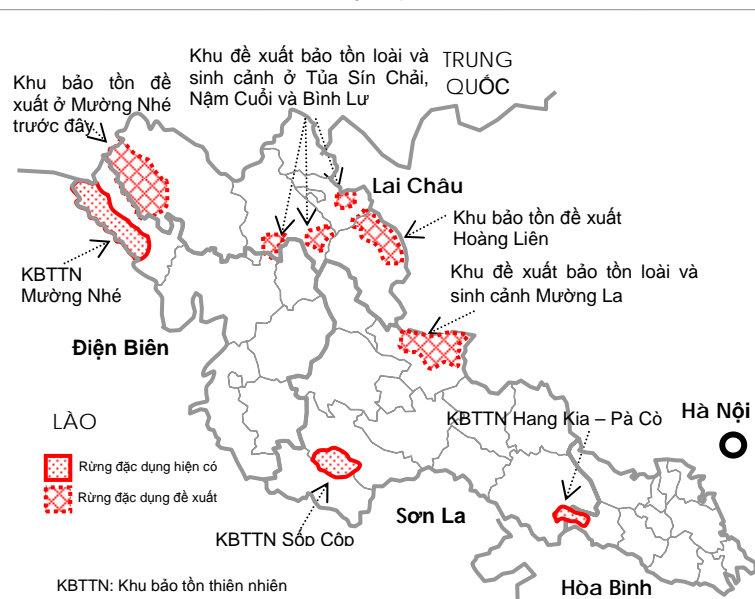 Khu đề xuất bảo tồn loài và
sinh cảnh ở Tủa Sín Chải,
Nậm Cuổi và Bình Lư
TRUNG
QUỐC
Khu bảo tồn đề
xuất ở Mường Nhé
trước đây
Lai Châu
Khu bảo tồn đề xuất
Hoàng Liên
Khu đề xuất bảo tồn loài và
sinh cảnh Mường La
KBTTN
Mường Nhé
Điện Biên
LÀO
Rừng đặc dụng hiện có
Rừng đặc dụng đề xuất
KBTTN Hang Kia – Pà Cò
Hà Nội
Sơn La
KBTTN Sốp Cộp
KBTTN: Khu bảo tồn thiên nhiên
Hòa Bình